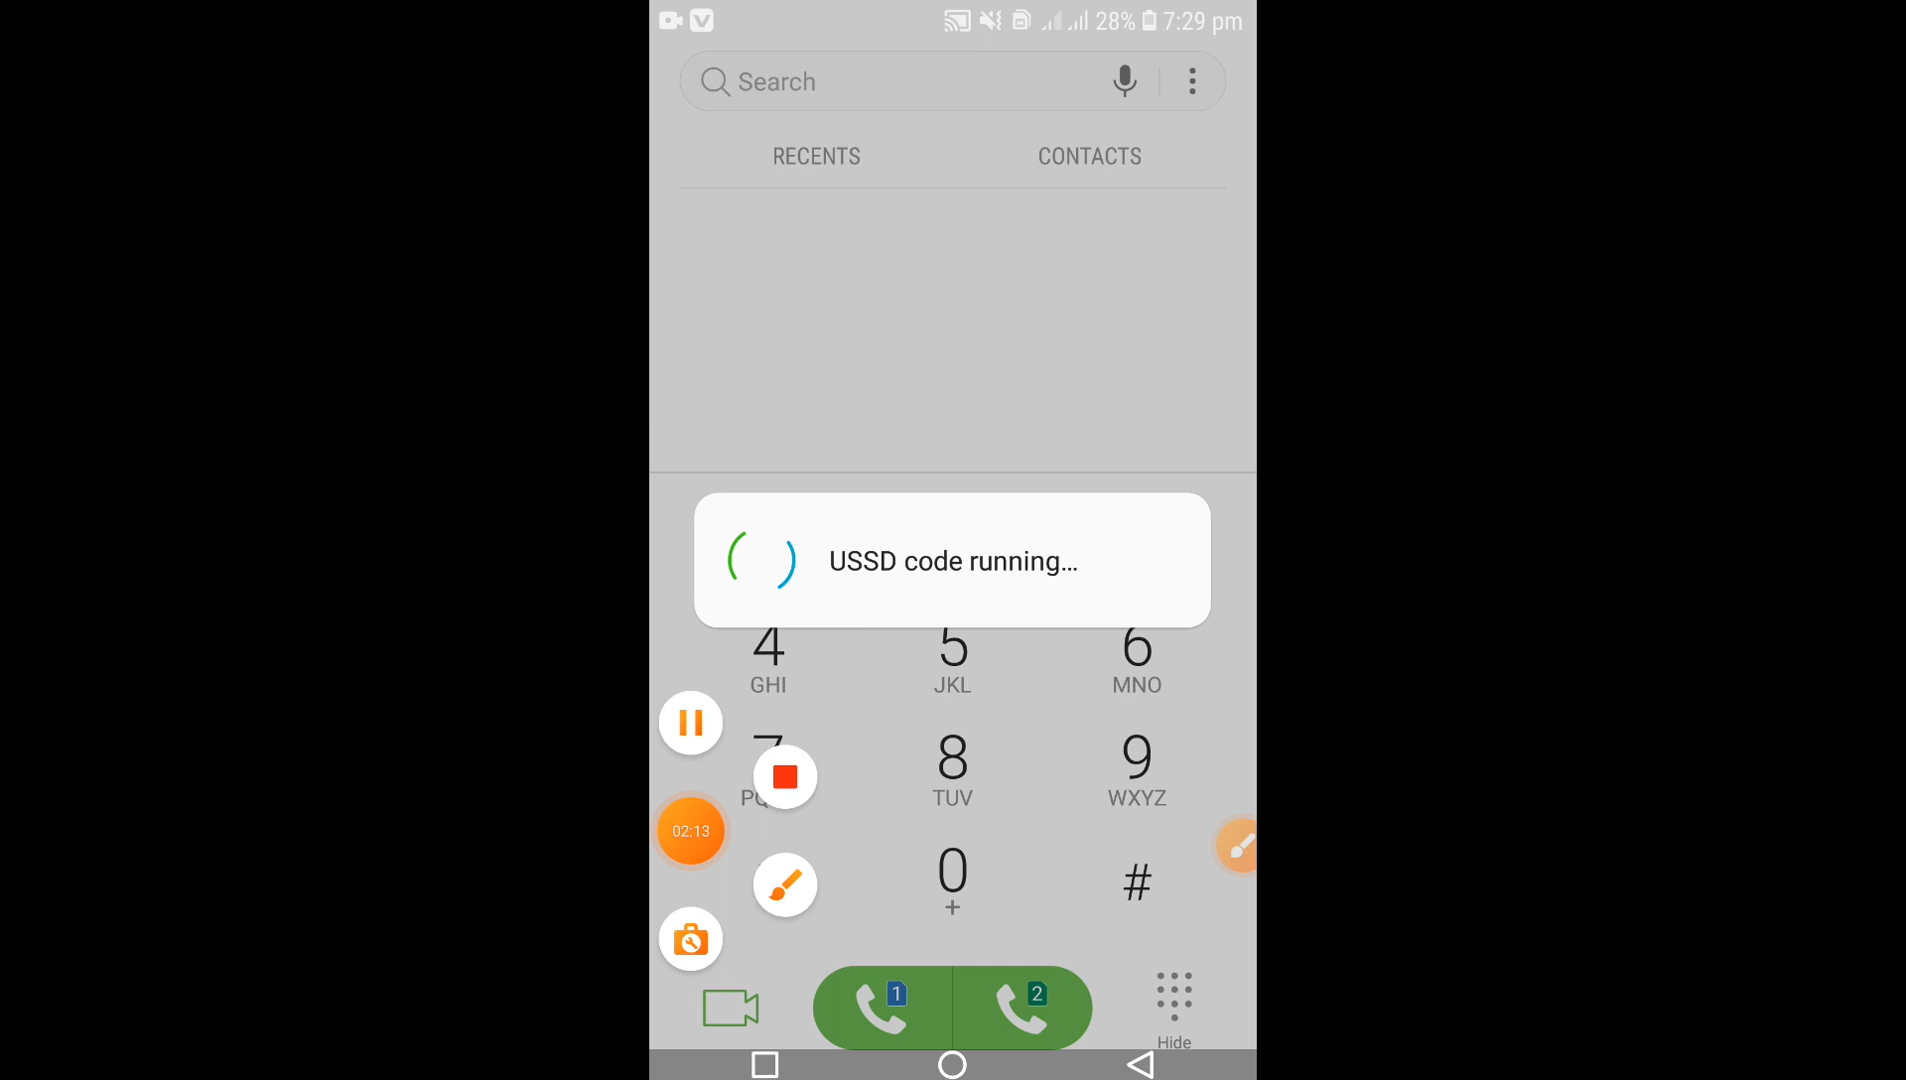 28% 7:29 pm
Search
RECENTS CONTACTS
USSD code running...
4 5 6
GHI JKL MNO
7 8 9
PQ TUV WXYZ
02:13
0 #
+
1 2
Hide